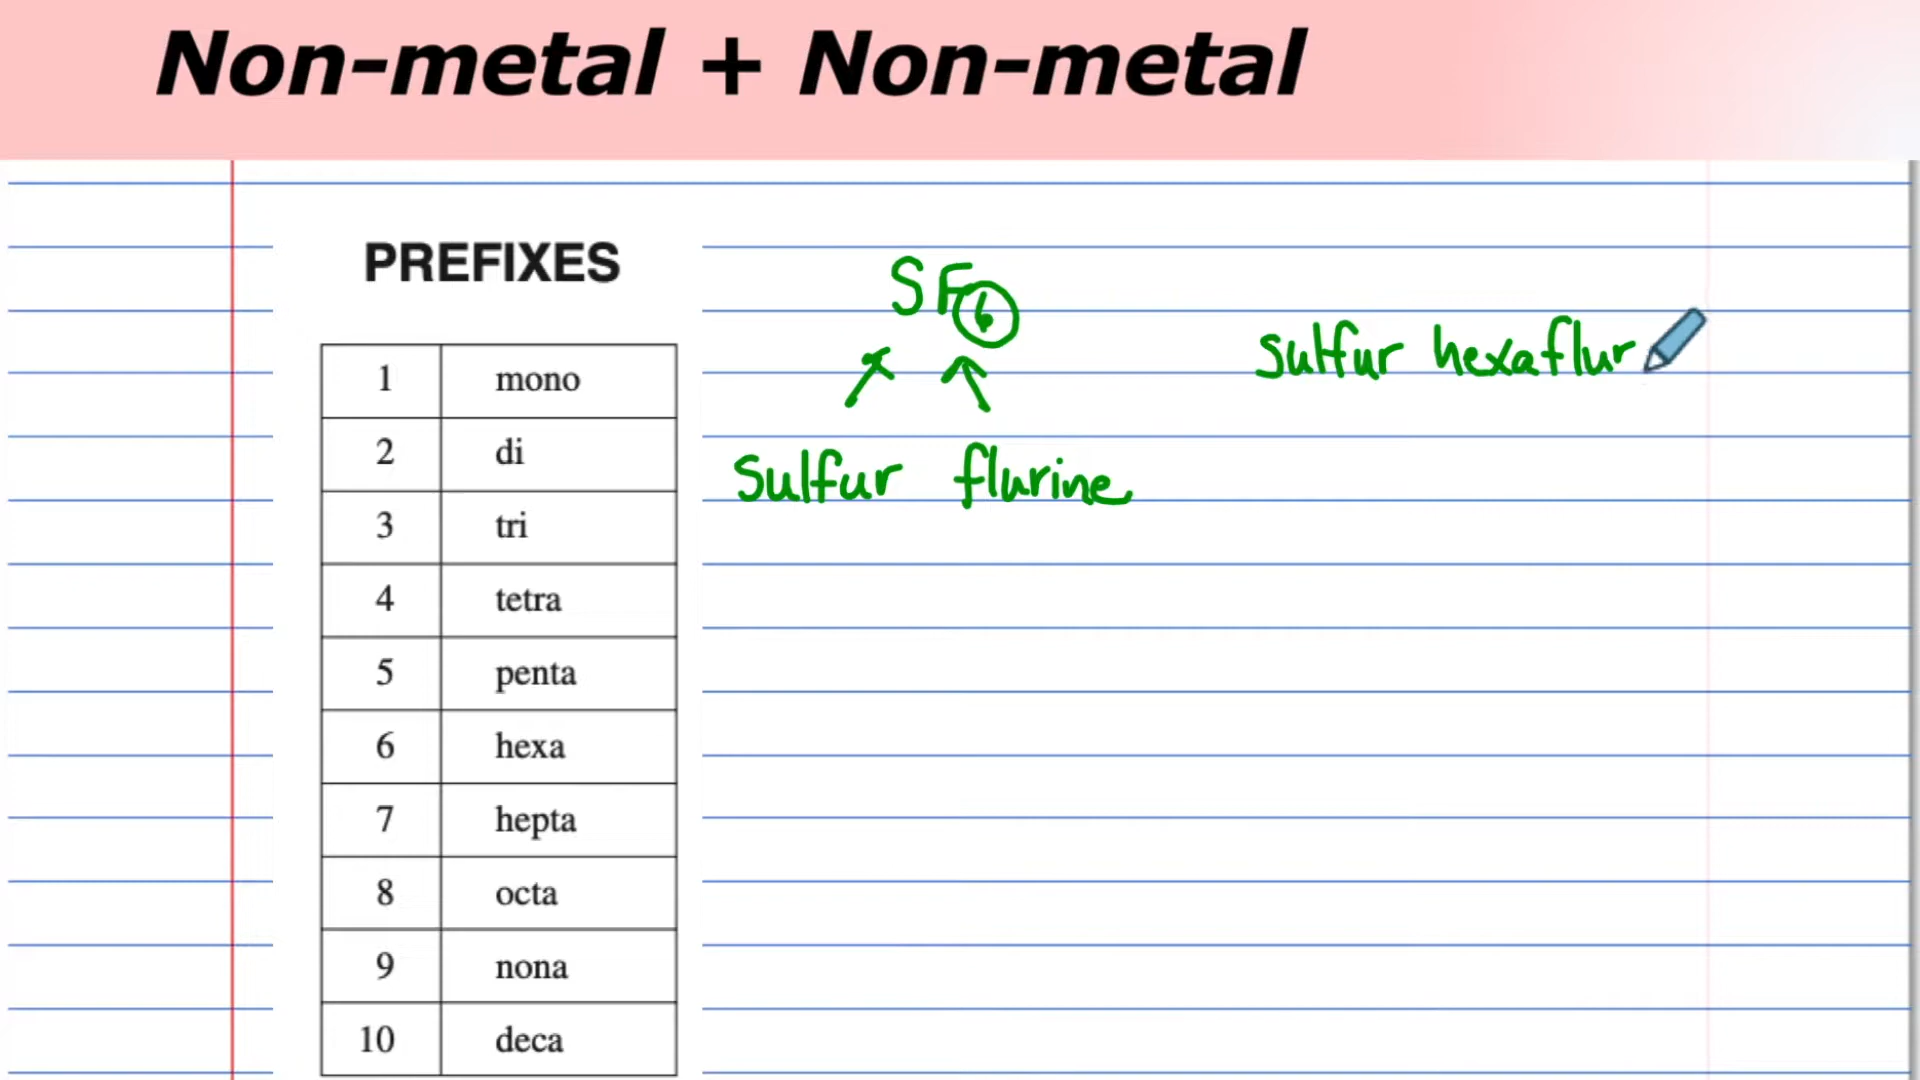 Non-metal + Non-metal
PREFIXES
1 mono
2 di
3 tri
4 tetra
5 penta
6 hexa
7 hepta
8 octa
9 nona
10 deca
SF6
sulfur flurine
sulfur hexaflur